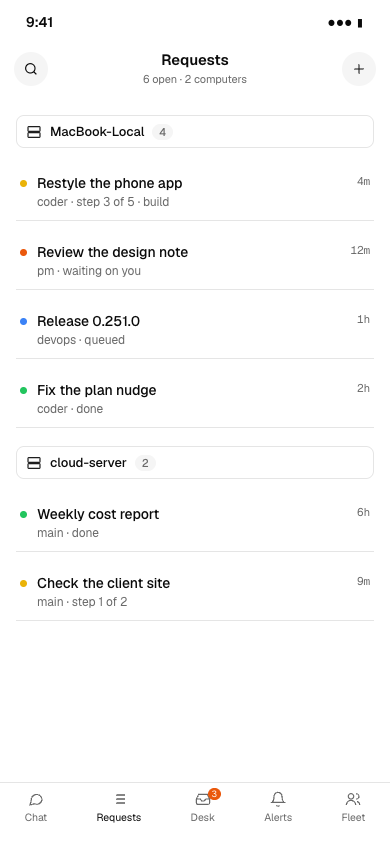 9:41
Requests
6 open · 2 computers
MacBook-Local 4
Restyle the phone app 4m
coder · step 3 of 5 · build
Review the design note 12m
pm · waiting on you
Release 0.251.0 1h
devops · queued
Fix the plan nudge 2h
coder · done
cloud-server 2
Weekly cost report 6h
main · done
Check the client site 9m
main · step 1 of 2
3
Chat Requests Desk Alerts Fleet